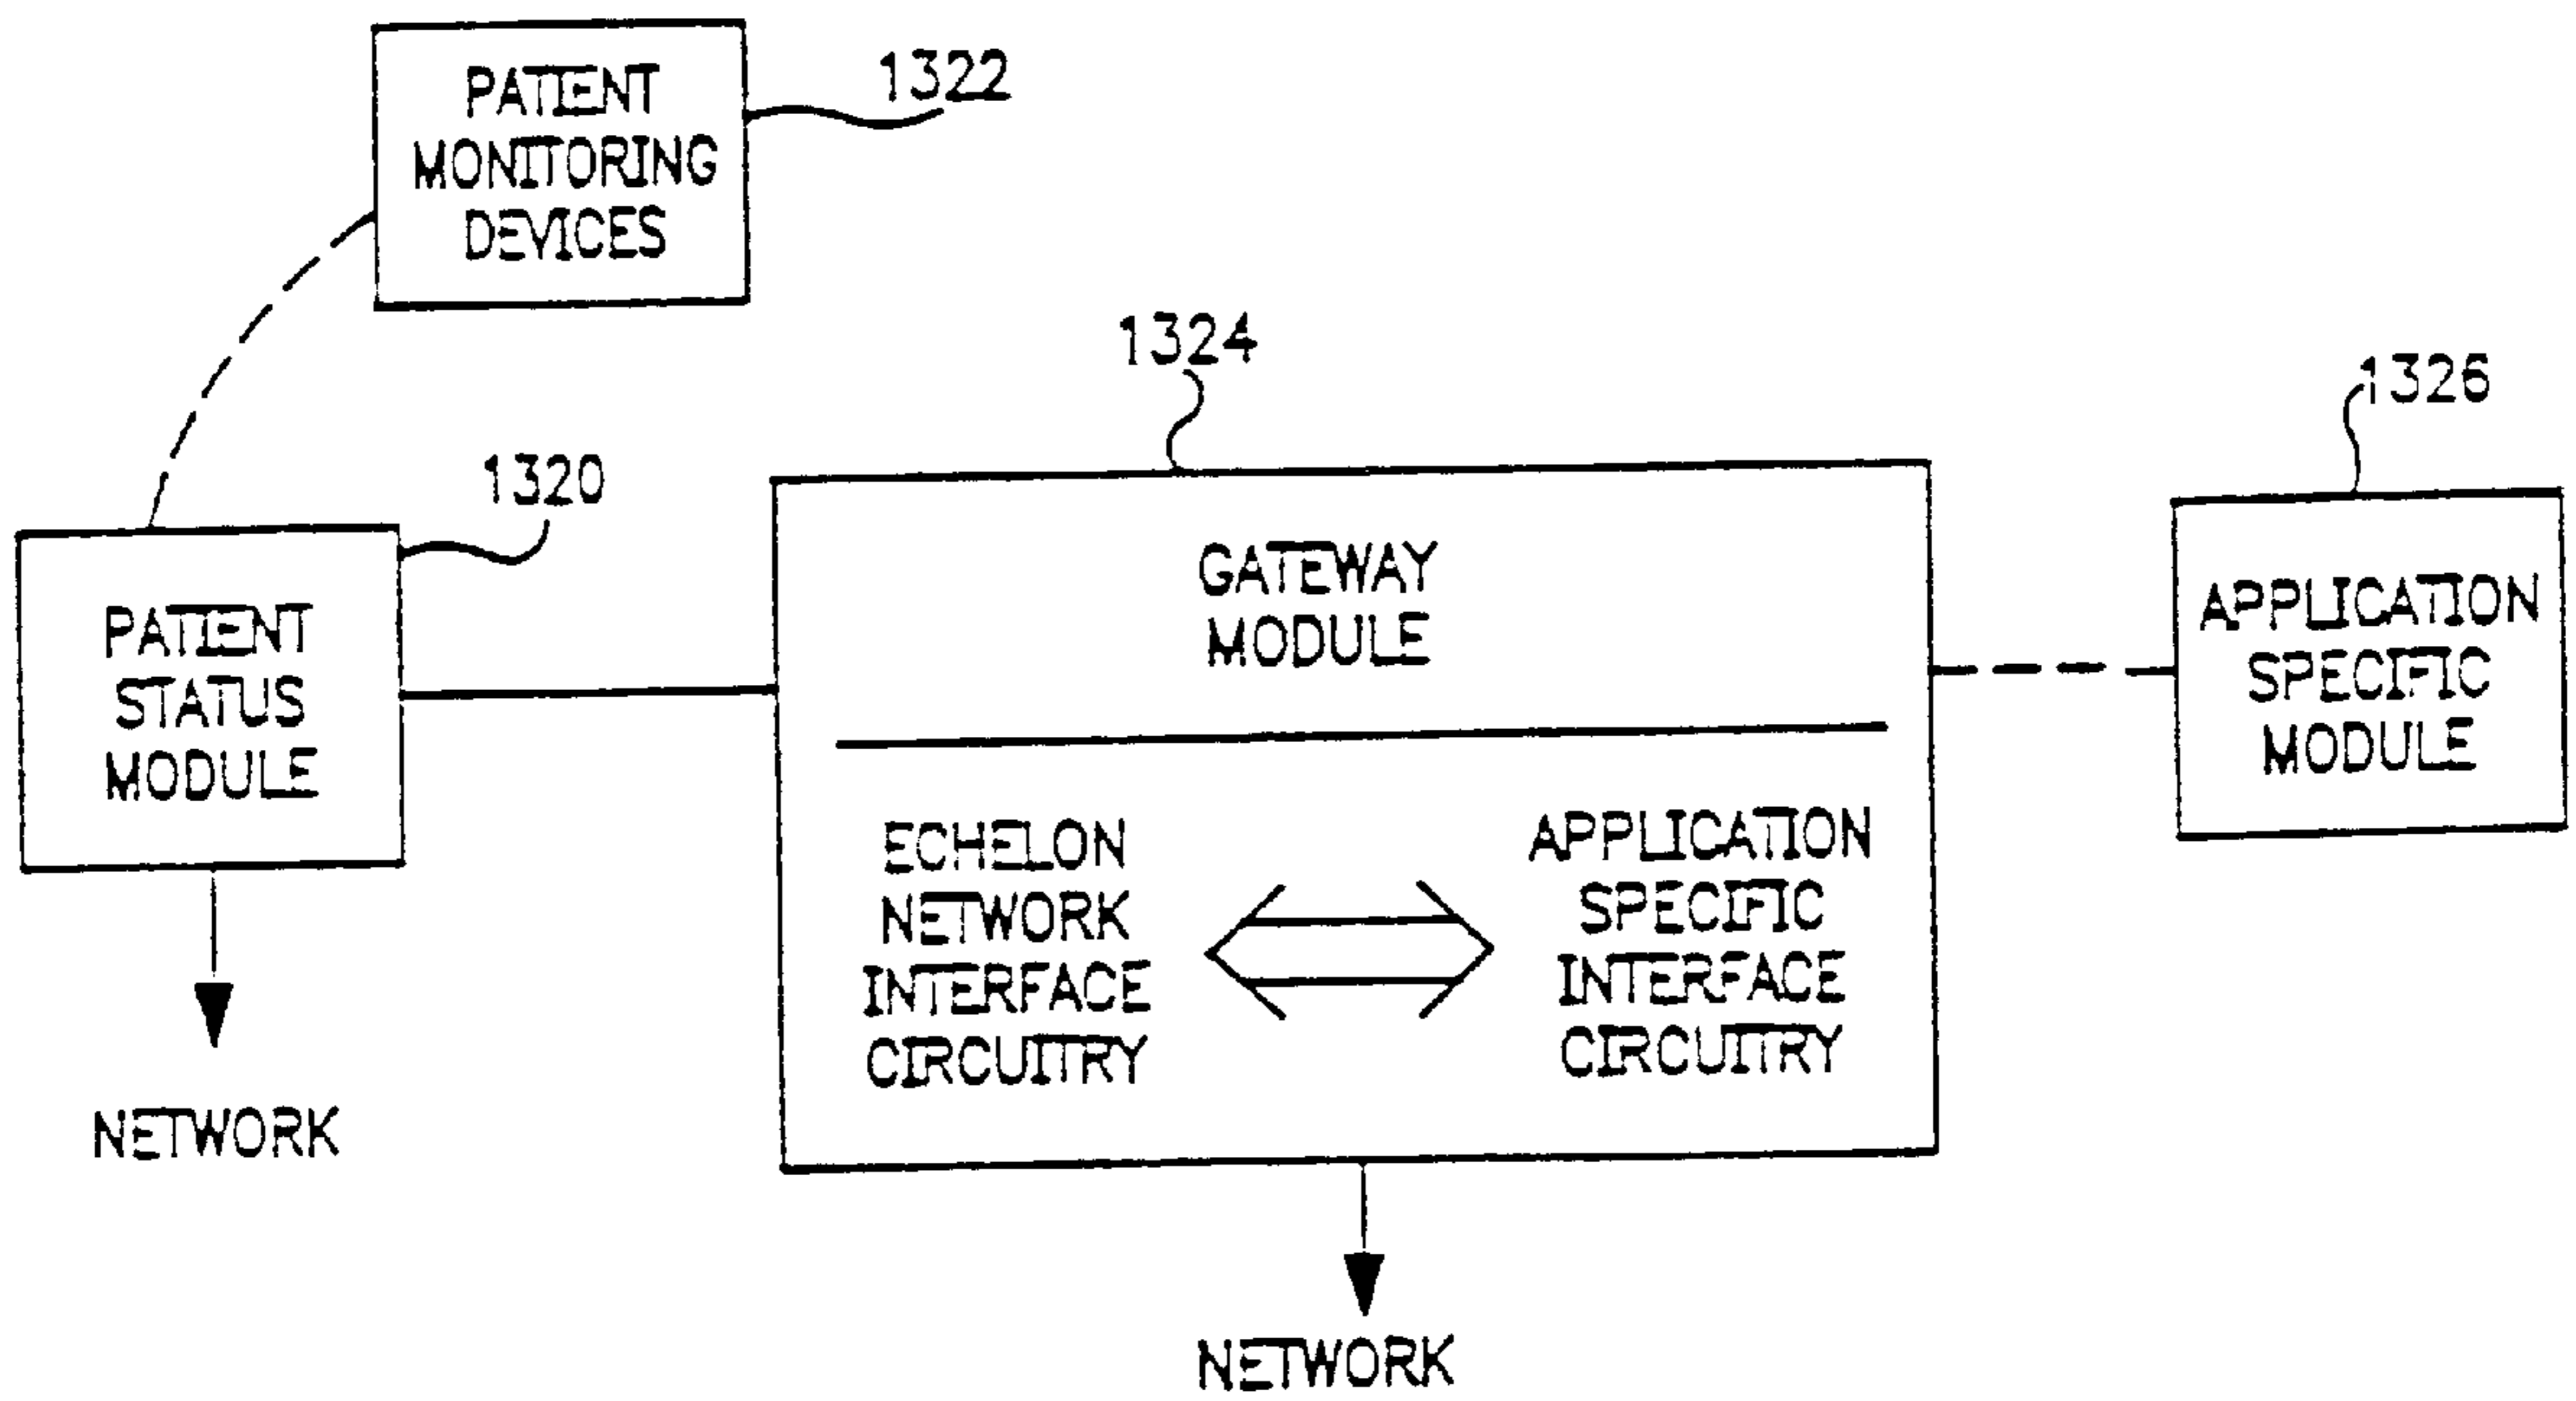 PATIENT
MONITORING
DEVICES
1322
1324
1326
1320
PATIENT
STATUS
MODULE
GATEWAY
MODULE
APPLICATION
SPECIFIC
MODULE
ECHELON
NETWORK
INTERFACE
CIRCUITRY
APPLICATION
SPECIFIC
INTERFACE
CIRCUITRY
NETWORK
NETWORK